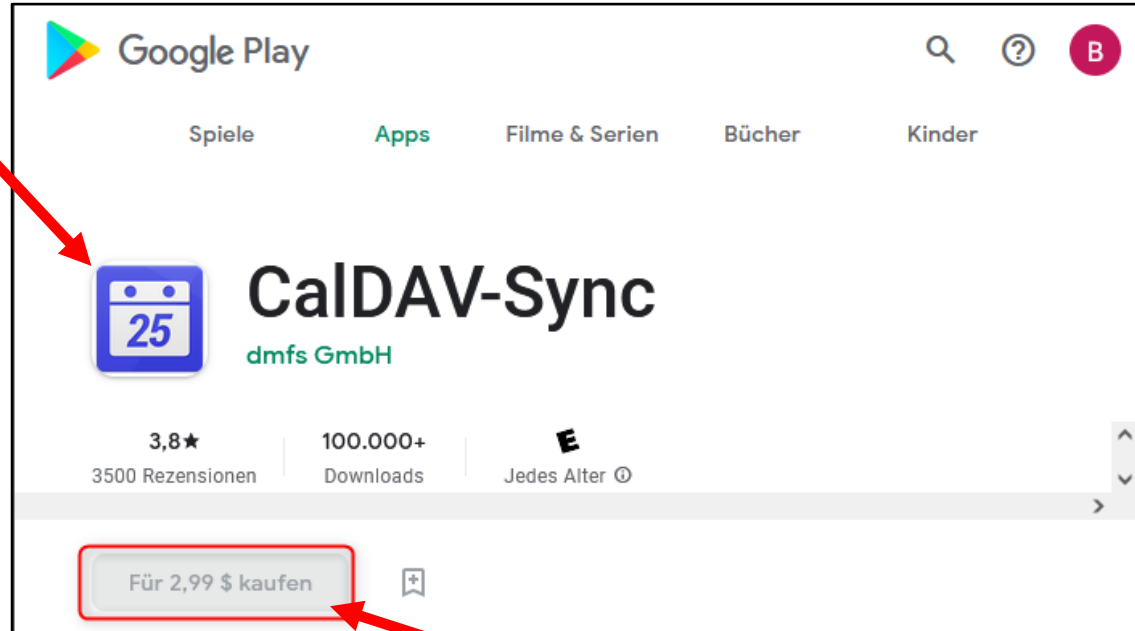 Google Play
B
Spiele Apps Filme & Serien Bücher Kinder
25
CalDAV-Sync
dmfs GmbH
3,8★ 100.000+ E
3500 Rezensionen Downloads Jedes Alter
Für 2,99 $ kaufen